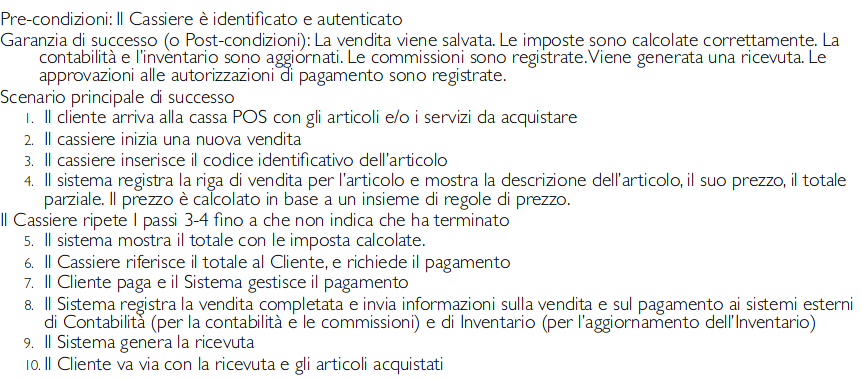 Pre-condizioni: Il Cassiere è identificato e autenticato
Garanzia di successo (o Post-condizioni): La vendita viene salvata. Le imposte sono calcolate correttamente. La
contabilità e l'inventario sono aggiornati. Le commissioni sono registrate. Viene generata una ricevuta. Le
approvazioni alle autorizzazioni di pagamento sono registrate.
Scenario principale di successo
1. Il cliente arriva alla cassa POS con gli articoli e/o i servizi da acquistare
2. Il cassiere inizia una nuova vendita
3. Il cassiere inserisce il codice identificativo dell'articolo
4. Il sistema registra la riga di vendita per l'articolo e mostra la descrizione dell'articolo, il suo prezzo, il totale
parziale. Il prezzo è calcolato in base a un insieme di regole di prezzo.
Il Cassiere ripete I passi 3-4 fino a che non indica che ha terminato
5. Il sistema mostra il totale con le imposta calcolate.
6. Il Cassiere riferisce il totale al Cliente, e richiede il pagamento
7. Il Cliente paga e il Sistema gestisce il pagamento
8. Il Sistema registra la vendita completata e invia informazioni sulla vendita e sul pagamento ai sistemi esterni
di Contabilità (per la contabilità e le commissioni) e di Inventario (per l'aggiornamento dell'Inventario)
9. Il Sistema genera la ricevuta
10. Il Cliente va via con la ricevuta e gli articoli acquistati